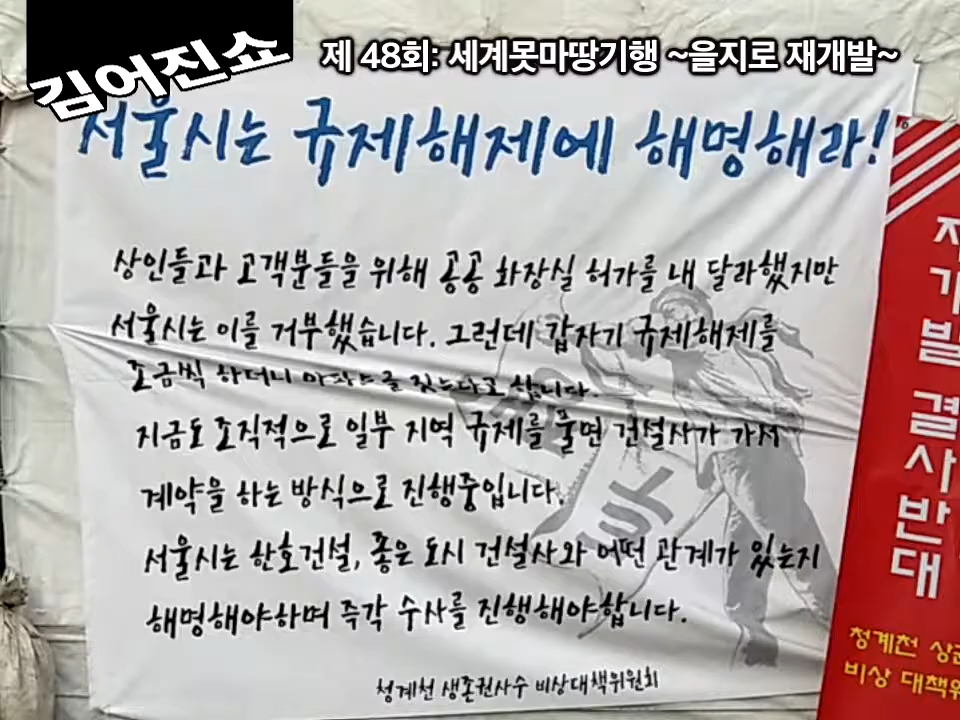 김어진쇼
제 48회: 세계못마땅기행 ~을지로 재개발~
서울시는 규제해제에 해명해라!
상인들과 고객분들을 위해 공공 화장실 허가를 내 달라했지만
서울시는 이를 거부했습니다. 그런데 갑자기 규제해제를
조금씩 하더니 아파트를 짓는다고 합니다.
지금도 조직적으로 일부 지역 규제를 풀면 건설사가 가서
계약을 하는 방식으로 진행중입니다.
서울시는 한호건설, 좋은 도시 건설사와 어떤 관계가 있는지
해명해야하며 즉각 수사를 진행해야합니다.
청계천 생존권사수 비상대책위원회
결사반대
청계천
비상